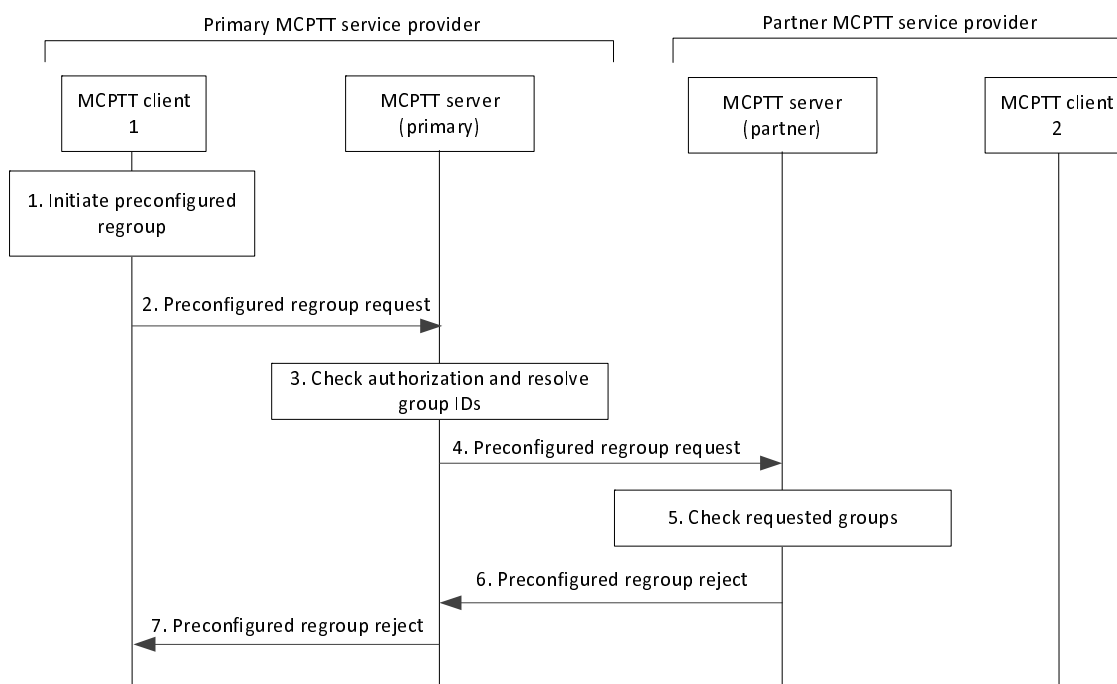 Primary MCPTT service provider
Partner MCPTT service provider
MCPTT client
1
MCPTT server
(primary)
MCPTT server
(partner)
MCPTT client
2
1. Initiate preconfigured
regroup
2. Preconfigured regroup request
3. Check authorization and resolve
group IDs
4. Preconfigured regroup request
5. Check requested groups
6. Preconfigured regroup reject
7. Preconfigured regroup reject